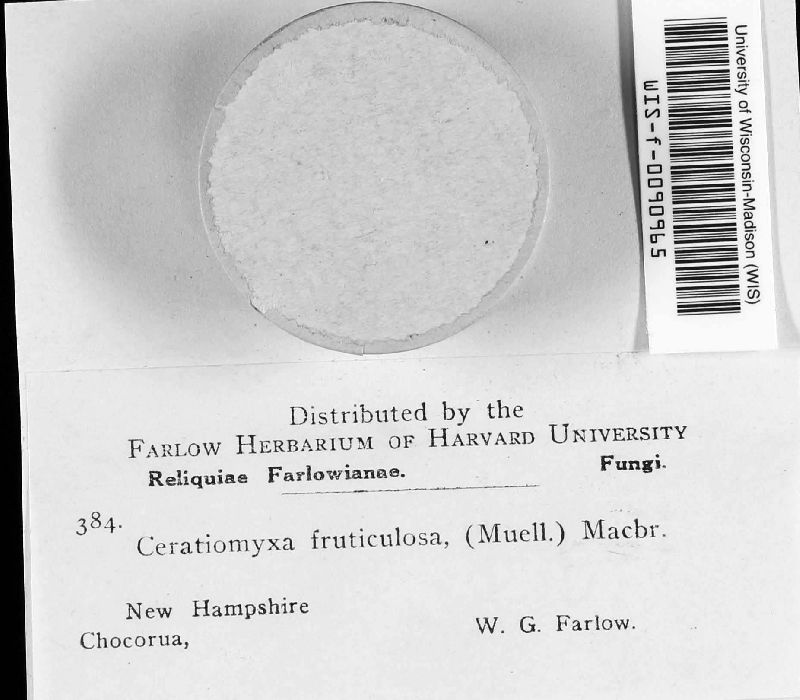 University of Wisconsin-Madison (WIS)
WIS-f-0090965
Distributed by the
FARLOW HERBARIUM OF HARVARD UNIVERSITY
Reliquiae Farlowianae. Fungi.
384. Ceratiomyxa fruticulosa, (Muell.) Macbr.
New Hampshire
Chocorua, W. G. Farlow.